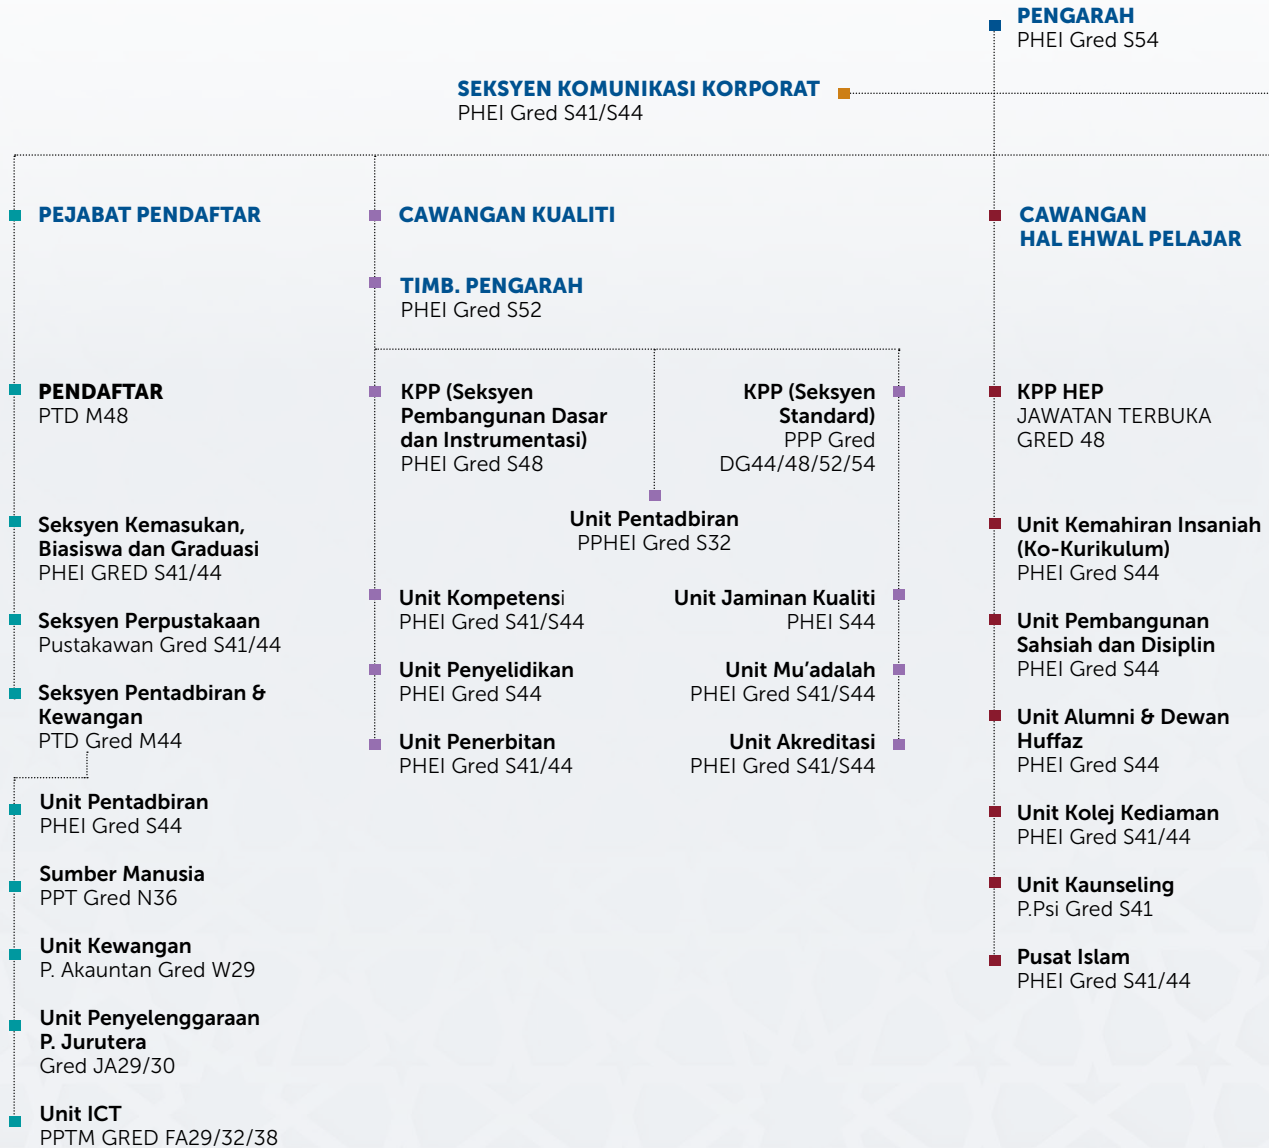 PENGARAH
PHEI Gred S54
SEKSYEN KOMUNIKASI KORPORAT
PHEI Gred S41/S44
PEJABAT PENDAFTAR
PENDAFTAR
PTD M48
Seksyen Kemasukan,
Biasiswa dan Graduasi
PHEI GRED S41/44
Seksyen Perpustakaan
Pustakawan Gred S41/44
Seksyen Pentadbiran &
Kewangan
PTD Gred M44
Unit Pentadbiran
PHEI Gred S44
Sumber Manusia
PPT Gred N36
Unit Kewangan
P. Akauntan Gred W29
Unit Penyelenggaraan
P. Jurutera
Gred JA29/30
Unit ICT
PPTM GRED FA29/32/38
CAWANGAN KUALITI
TIMB. PENGARAH
PHEI Gred S52
KPP (Seksyen
Pembangunan Dasar
dan Instrumentasi)
PHEI Gred S48
KPP (Seksyen
Standard)
PPP Gred
DG44/48/52/54
Unit Pentadbiran
PPHEI Gred S32
Unit Kompetensi
PHEI Gred S41/S44
Unit Penyelidikan
PHEI Gred S44
Unit Penerbitan
PHEI Gred S41/44
Unit Jaminan Kualiti
PHEI S44
Unit Mu’adalah
PHEI Gred S41/S44
Unit Akreditasi
PHEI Gred S41/S44
CAWANGAN
HAL EHWAL PELAJAR
KPP HEP
JAWATAN TERBUKA
GRED 48
Unit Kemahiran Insaniah
(Ko-Kurikulum)
PHEI Gred S44
Unit Pembangunan
Sahsiah dan Disiplin
PHEI Gred S44
Unit Alumni & Dewan
Huffaz
PHEI Gred S44
Unit Kolej Kediaman
PHEI Gred S41/44
Unit Kaunseling
P.Psi Gred S41
Pusat Islam
PHEI Gred S41/44